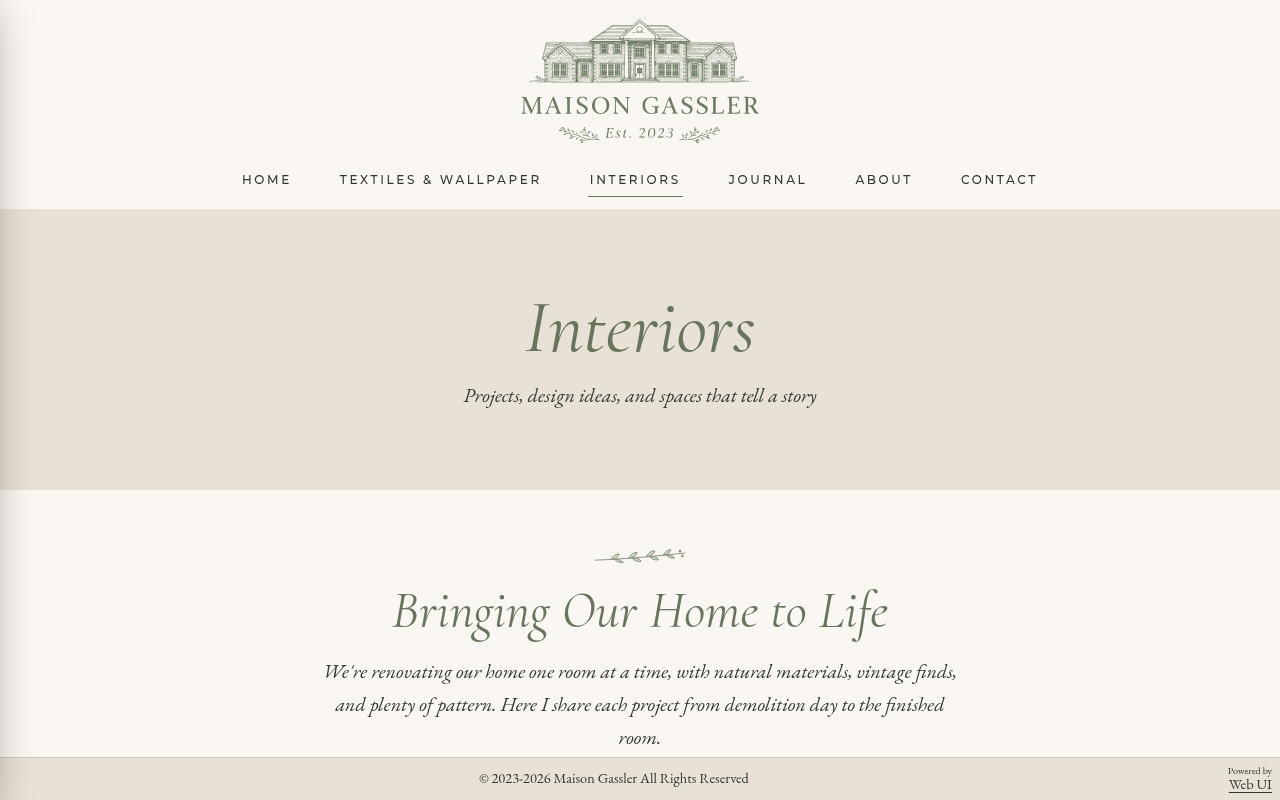 MAISON GASSLER
Est. 2023
HOME
TEXTILES & WALLPAPER
INTERIORS
JOURNAL
ABOUT
CONTACT
Interiors
Projects, design ideas, and spaces that tell a story
Bringing Our Home to Life
We're renovating our home one room at a time, with natural materials, vintage finds,
and plenty of pattern. Here I share each project from demolition day to the finished
room.
© 2023-2026 Maison Gassler All Rights Reserved
Powered by
Web UI